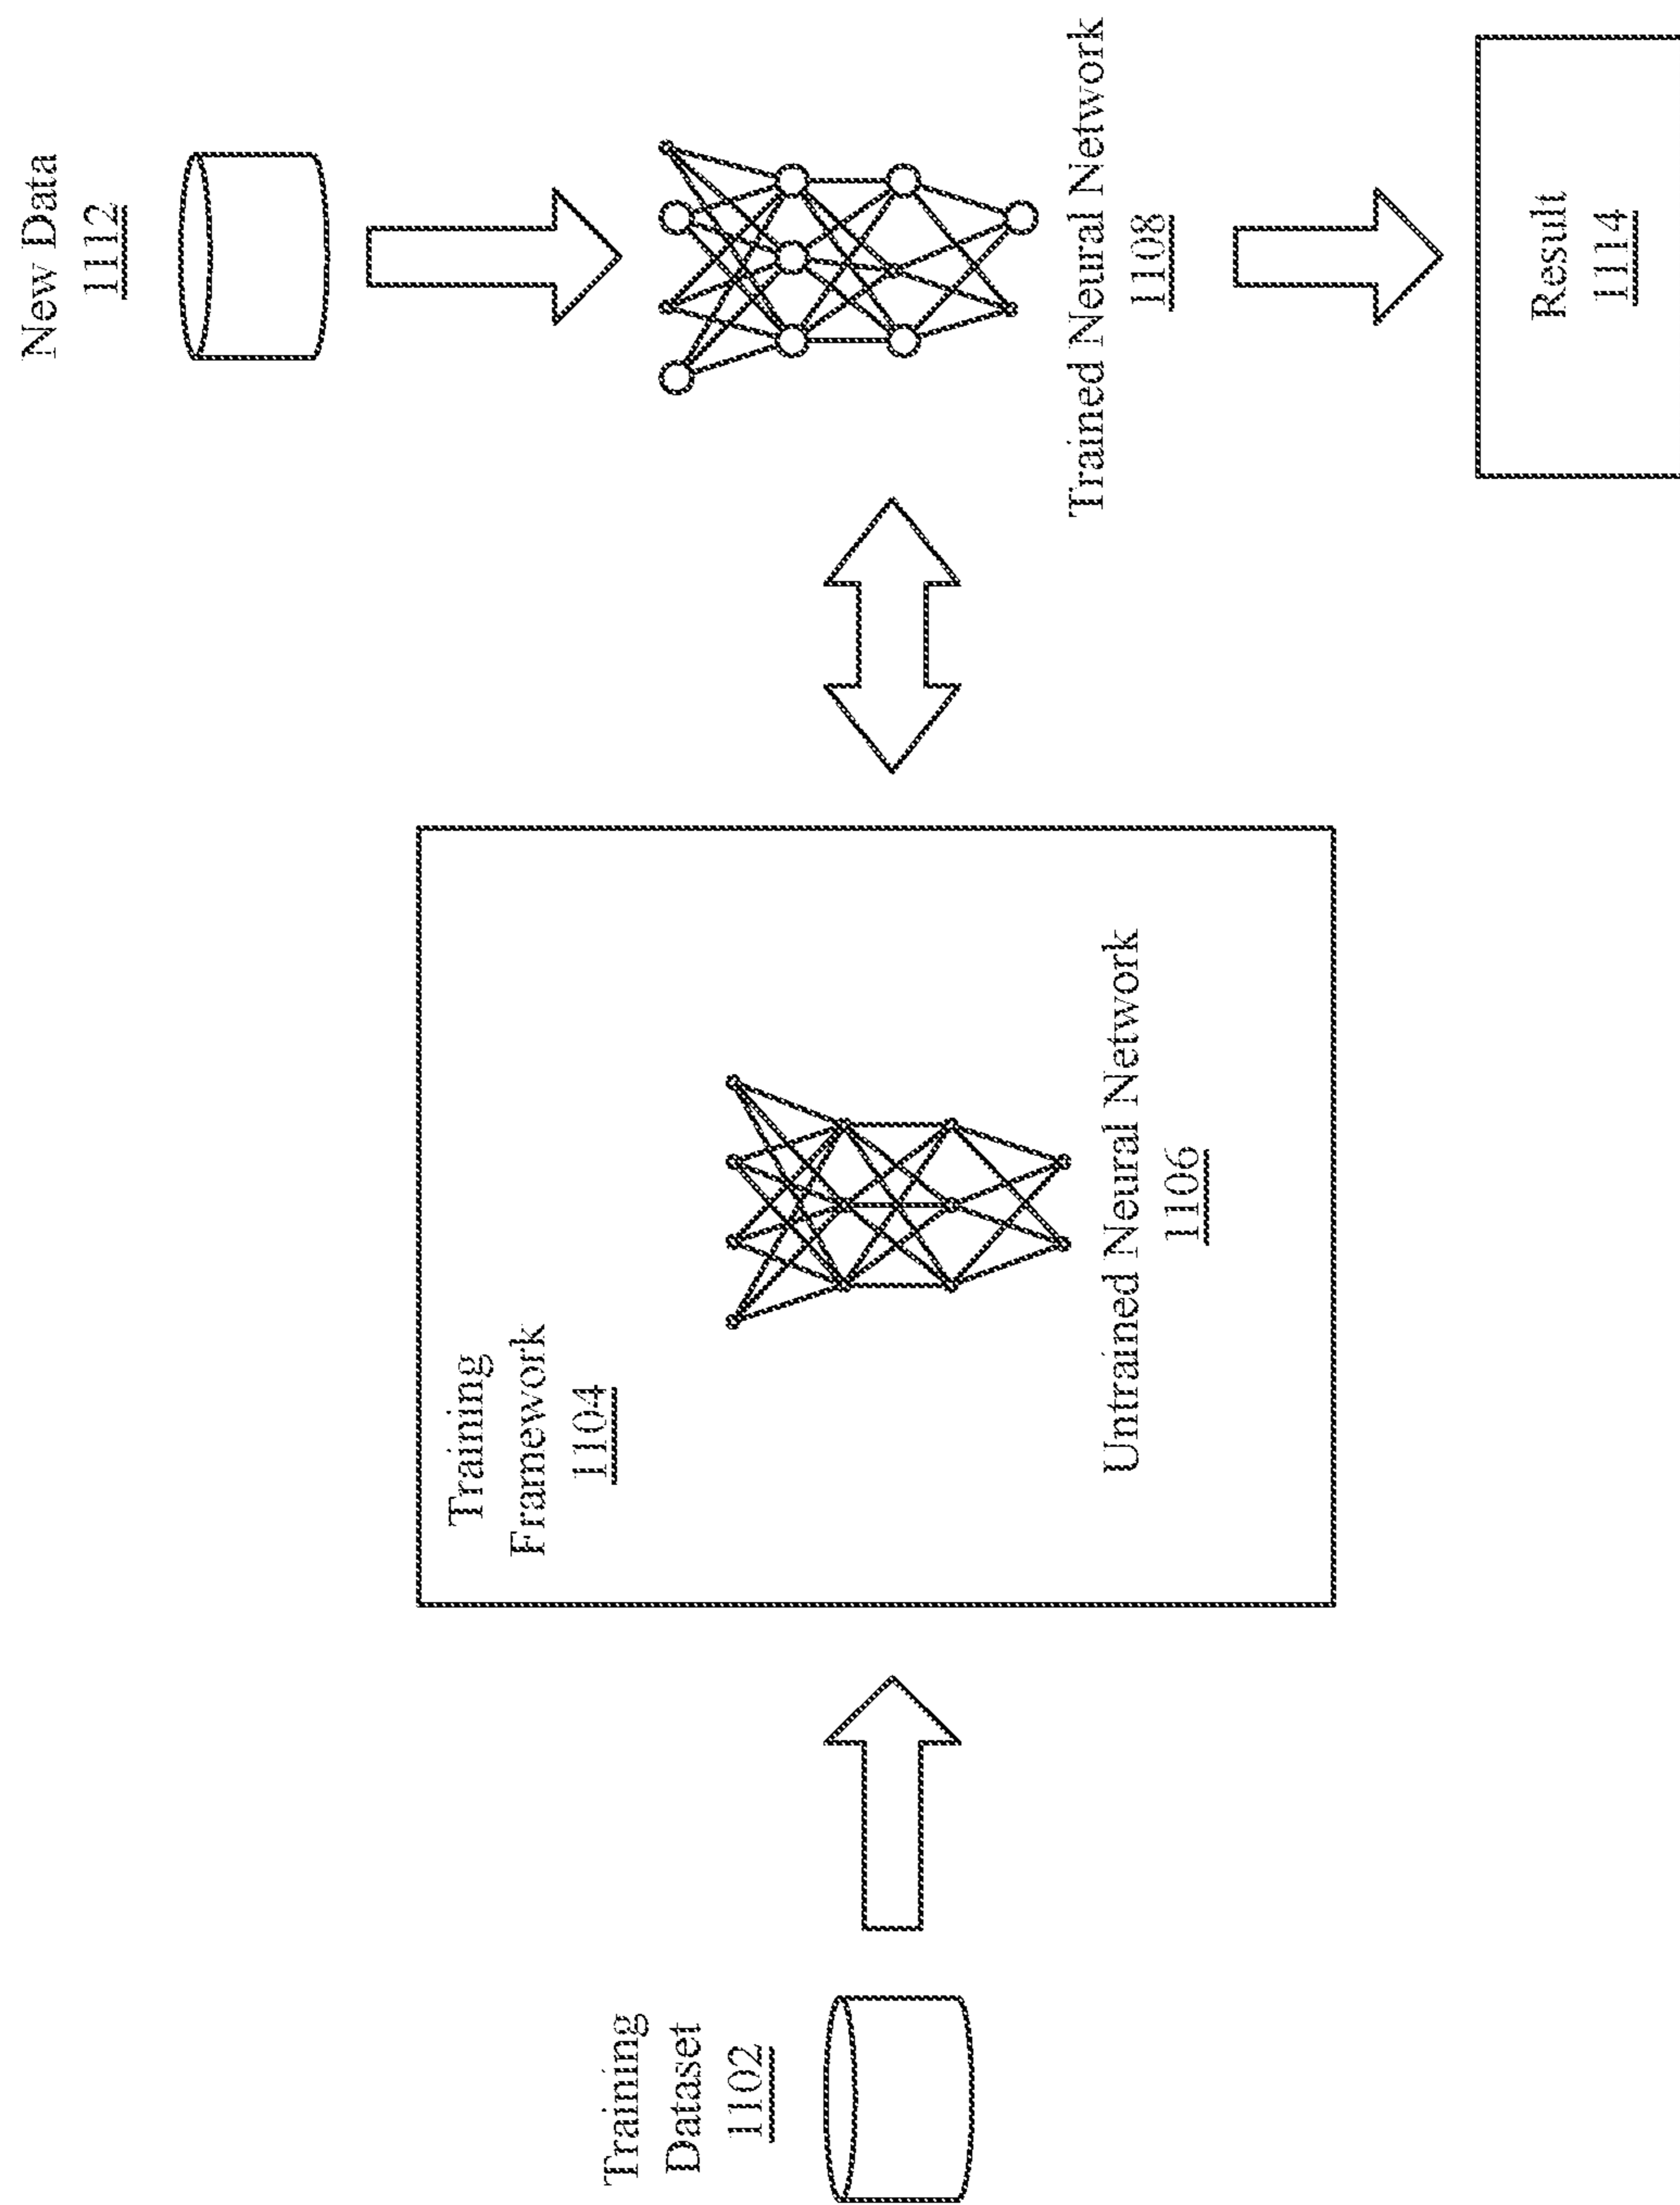 Training
Dataset
1102
Training
Framework
1104
Untrained Neural Network
1106
New Data
1112
Trained Neural Network
1108
Result
1114